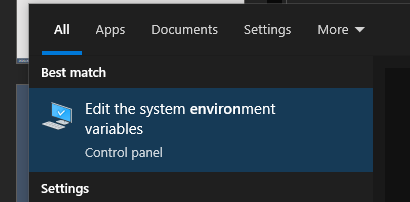 All Apps Documents Settings More
Best match
Edit the system environment
variables
Control panel
Settings